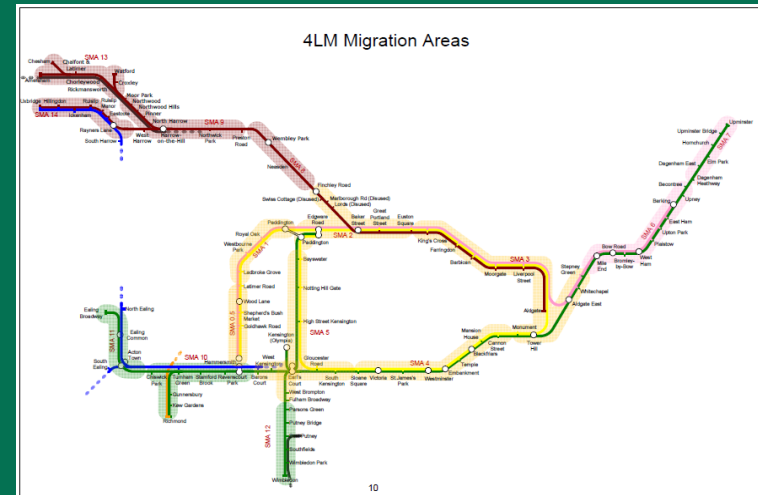 4LM Migration Areas
SMA 13
Chesham
Chalfont &
Latimer
Watford
Croxley
Amersham
Chorleywood
Rickmansworth
Moor Park
Northwood
Northwood Hills
Pinner
North Harrow
SMA 9
Uxbridge
Hillingdon
Ruislip
Ruislip
Manor
Eastcote
Ickenham
SMA 14
Rayners Lane
South Harrow
West
Harrow
Harrow-
on-the-Hill
Northwick
Park
Preston
Road
Wembley Park
Neasden
SMA 8
Finchley Road
Swiss Cottage (Disused)
Marlborough Rd (Disused)
Lords (Disused)
Upminster
Upminster Bridge
Hornchurch
SMA 7
Dagenham East
Elm Park
Dagenham
Heathway
Becontree
Upney
Barking
East Ham
SMA 6
Upton Park
Plaistow
West
Ham
Bow Road
Bromley-
by-Bow
Mile
End
Stepney
Green
Whitechapel
Aldgate East
Paddington
Edgware
Road
Baker
Street
Great
Portland
Street
Euston
Square
Royal Oak
SMA 2
Paddington
Westbourne
Park
SMA 1
King's Cross
Farringdon
Barbican
SMA 3
Moorgate
Liverpool
Street
Aldgate
Bayswater
Ladbroke Grove
Latimer Road
Notting Hill Gate
Wood Lane
Shepherd's Bush
Market
Goldhawk Road
SMA 0.5
High Street Kensington
Kensington
(Olympia)
SMA 5
Monument
Mansion
House
Cannon
Street
Tower
Hill
Blackfriars
Temple
Embankment
Ealing
Broadway
North Ealing
Ealing
Common
SMA 11
Acton
Town
South
Ealing
SMA 10
Hammersmith
West
Kensington
Gloucester
Road
SMA 4
Chiswick
Park
Turnham
Green
Stamford
Brook
Ravenscourt
Park
Barons
Court
Earl's
Court
South
Kensington
Sloane
Square
Victoria
St James's
Park
Westminster
Gunnersbury
Kew Gardens
Richmond
West Brompton
Fulham Broadway
Parsons Green
Putney Bridge
SMA 12
Putney
Southfields
Wimbledon Park
Wimbledon
10